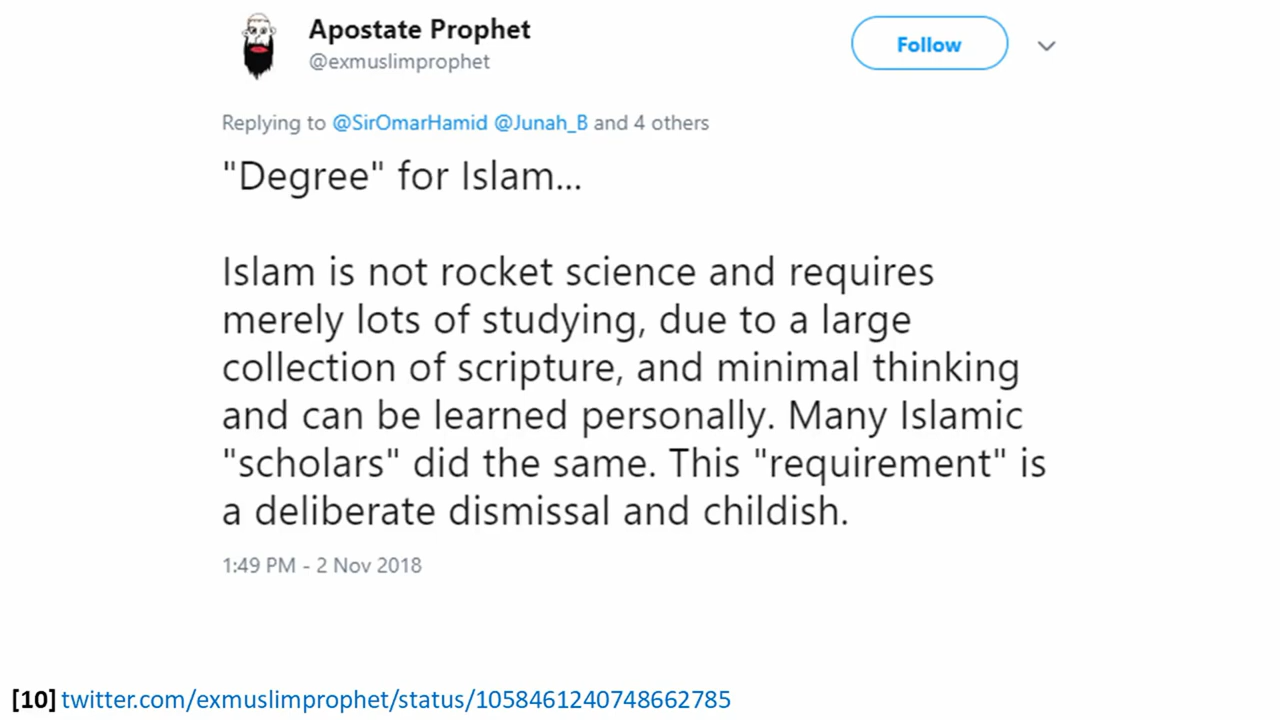 Apostate Prophet
@exmuslimprophet
Follow
Replying to @SirOmarHamid @Junah_B and 4 others
"Degree" for Islam...
Islam is not rocket science and requires
merely lots of studying, due to a large
collection of scripture, and minimal thinking
and can be learned personally. Many Islamic
"scholars" did the same. This "requirement" is
a deliberate dismissal and childish.
1:49 PM - 2 Nov 2018
[10] twitter.com/exmuslimprophet/status/1058461240748662785